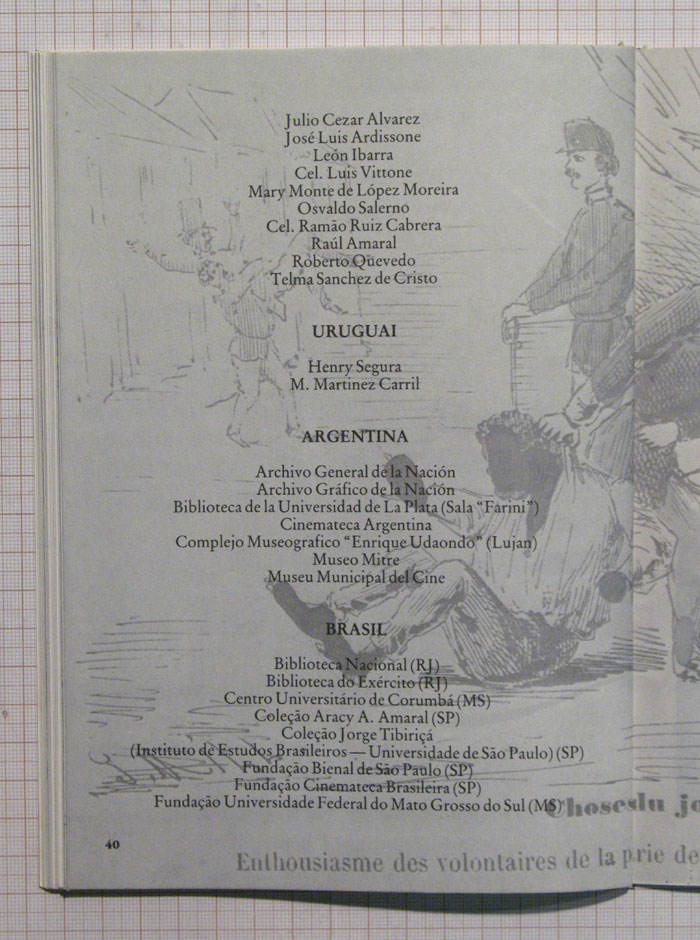 Julio Cezar Alvarez
José Luis Ardissone
León Ibarra
Cel. Luis Vittone
Mary Monte de López Moreira
Osvaldo Salerno
Cel. Ramão Ruiz Cabrera
Raúl Amaral
Roberto Quevedo
Telma Sanchez de Cristo
URUGUAI
Henry Segura
M. Martinez Carril
ARGENTINA
Archivo General de la Nación
Archivo Gráfico de la Nación
Biblioteca de la Universidad de La Plata (Sala “Farini”)
Cinemateca Argentina
Complejo Museografico “Enrique Udaondo” (Lujan)
Museo Mitre
Museu Municipal del Cine
BRASIL
Biblioteca Nacional (RJ)
Biblioteca do Exército (RJ)
Centro Universitário de Corumbá (MS)
Coleção Aracy A. Amaral (SP)
Coleção Jorge Tibiriçá
(Instituto de Estudos Brasileiros — Universidade de São Paulo) (SP)
Fundação Bienal de São Paulo (SP)
Fundação Cinemateca Brasileira (SP)
Fundação Universidade Federal do Mato Grosso do Sul (MS)
Choses du jo
40
Enthousiasme des volontaires de la prie de